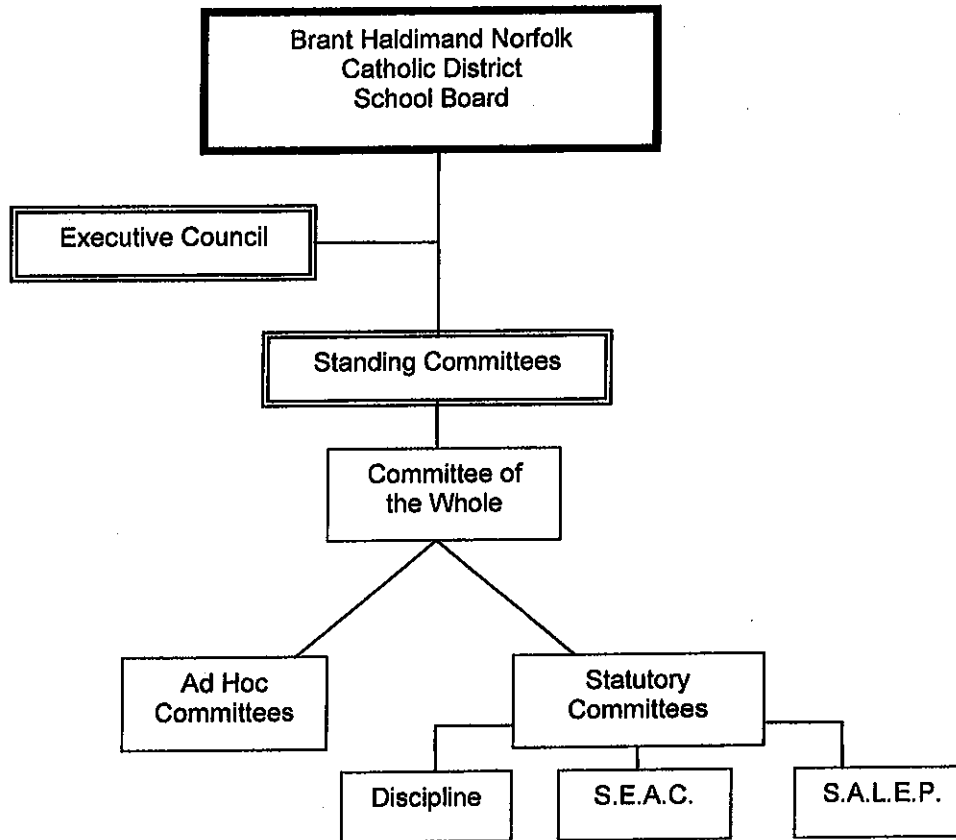 Brant Haldimand Norfolk
Catholic District
School Board
Executive Council
Standing Committees
Committee of
the Whole
Ad Hoc
Committees
Statutory
Committees
Discipline
S.E.A.C.
S.A.L.E.P.